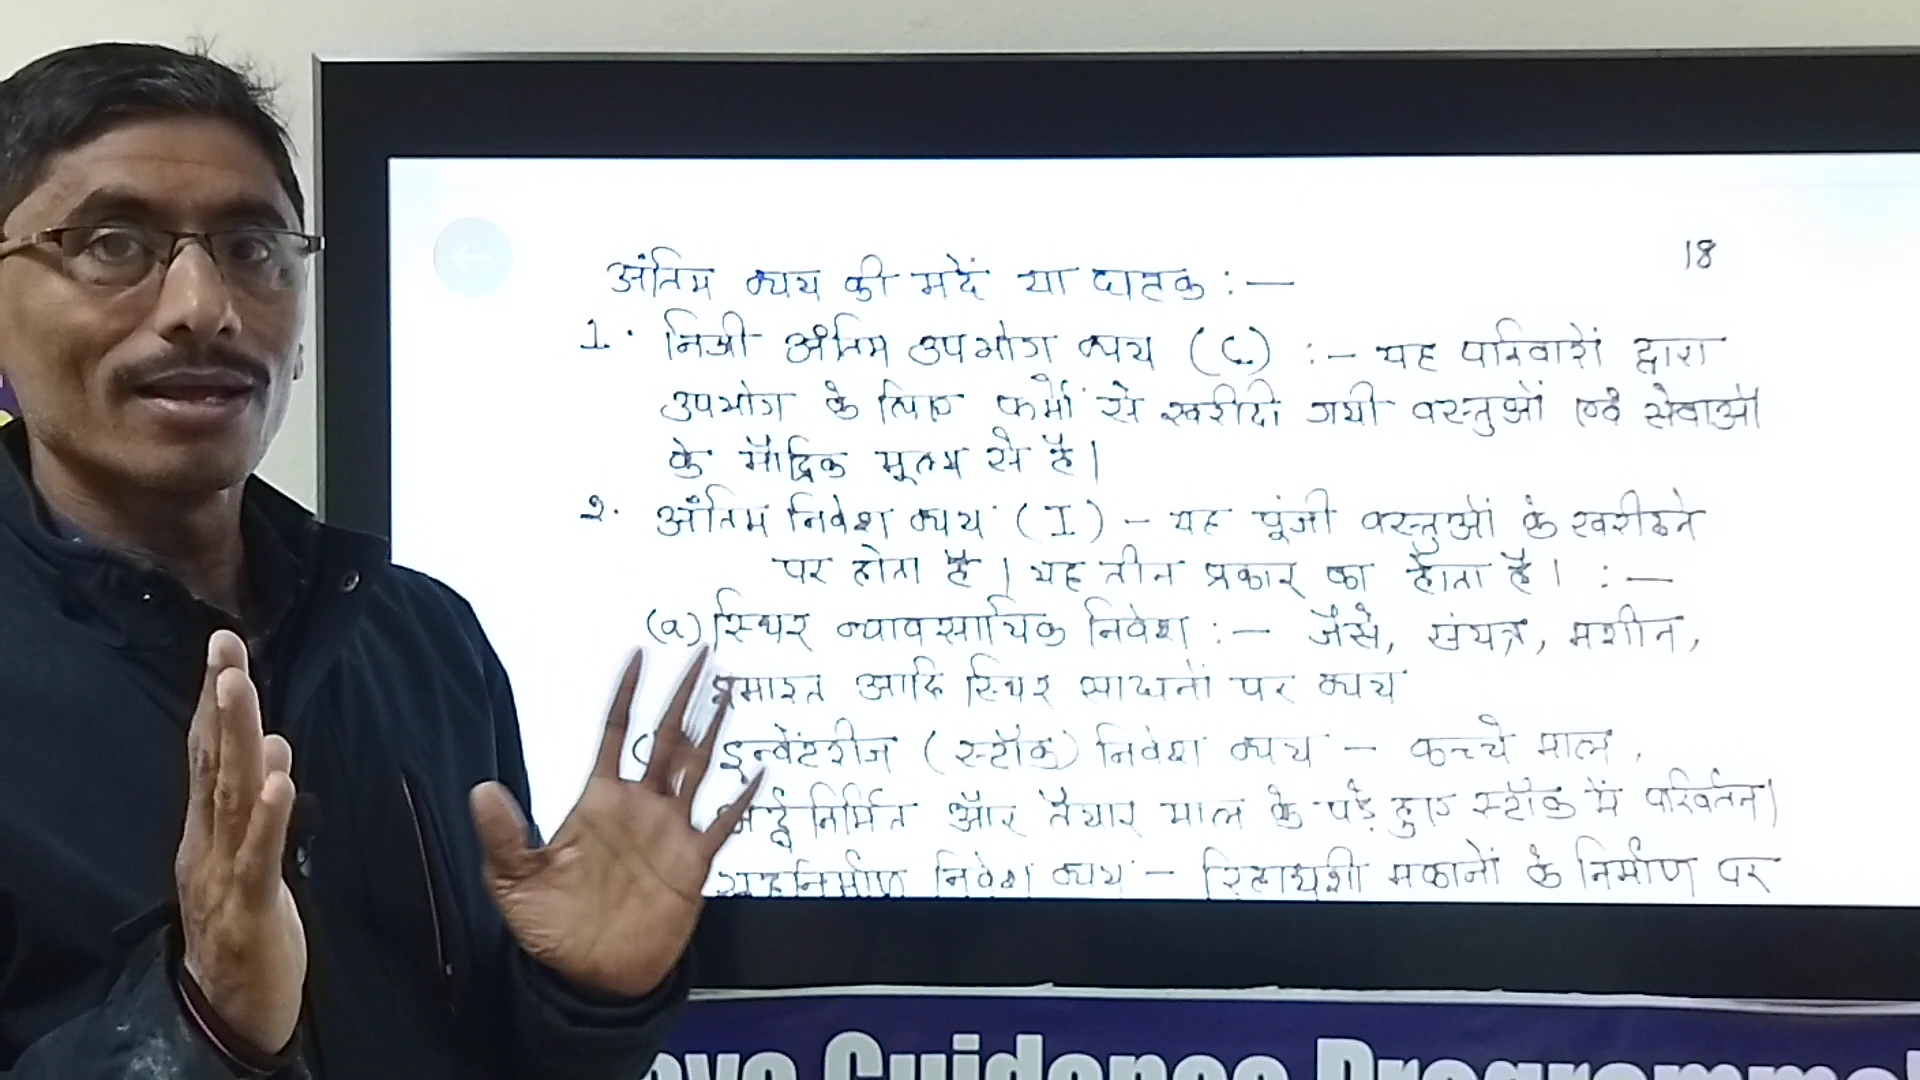 18
अंतिम व्यय की मदें या घटक : —
1. निजी अंतिम उपभोग व्यय (C) : – यह परिवारों द्वारा
उपभोग के लिए फर्मों से खरीदी गयी वस्तुओं एवं सेवाओं
के मौद्रिक मूल्य से है।
2. अंतिम निवेश व्यय (I) – यह पूंजी वस्तुओं के खरीदने
पर होता है। यह तीन प्रकार का होता है। : —
(a) स्थिर व्यावसायिक निवेश : — जैसे, संयंत्र, मशीन,
इमारत आदि स्थिर साधनों पर व्यय
इन्वेंटरीज (स्टॉक) निवेश व्यय – कच्चे माल,
निर्मित और तैयार माल के पड़े हुए स्टॉक में परिवर्तन।
गृहनिर्माण निवेश व्यय – रिहायशी मकानों के निर्माण पर
Guidance Programme